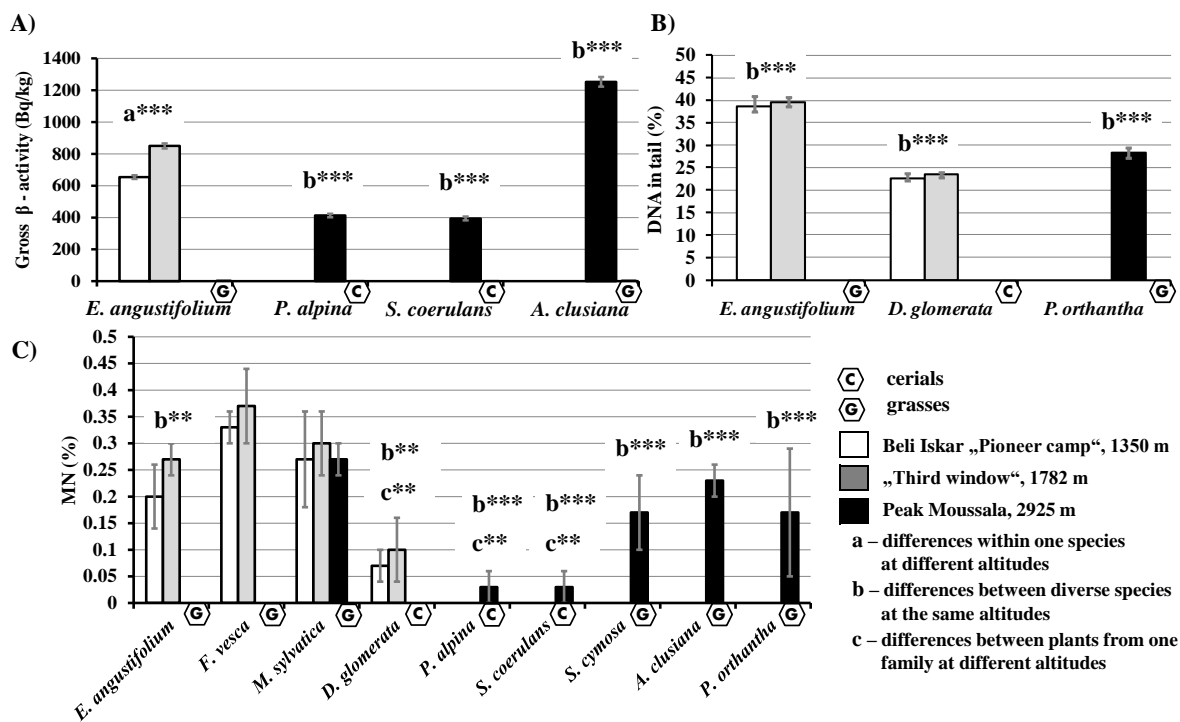 A)
Gross β - activity (Bq/kg)
1400
1200
1000
800
600
400
200
0
a***
b***
b***
b***
G
C
C
G
E. angustifolium
P. alpina
S. coerulans
A. clusiana
B)
DNA in tail (%)
50
45
40
35
30
25
20
15
10
5
0
b***
b***
b***
G
C
G
E. angustifolium
D. glomerata
P. orthantha
C)
MN (%)
0.5
0.45
0.4
0.35
0.3
0.25
0.2
0.15
0.1
0.05
0
b**
b**
c**
b***
c**
b***
c**
b***
b***
b***
G
G
G
C
C
C
G
G
G
E. angustifolium
F. vesca
M. sylvatica
D. glomerata
P. alpina
S. coerulans
S. cymosa
A. clusiana
P. orthantha
C cerials
G grasses
Beli Iskar „Pioneer camp“, 1350 m
„Third window“, 1782 m
Peak Moussala, 2925 m
a – differences within one species
at different altitudes
b – differences between diverse species
at the same altitudes
c – differences between plants from one
family at different altitudes